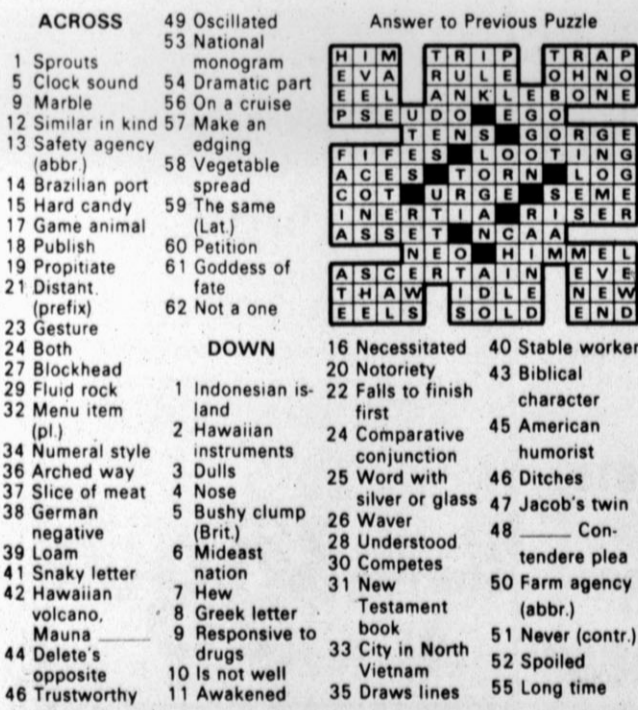 ACROSS
1 Sprouts
5 Clock sound
9 Marble
12 Similar in kind
13 Safety agency
(abbr.)
14 Brazilian port
15 Hard candy
17 Game animal
18 Publish
19 Propitiate
21 Distant
(prefix)
23 Gesture
24 Both
27 Blockhead
29 Fluid rock
32 Menu item
(pl.)
34 Numeral style
36 Arched way
37 Slice of meat
38 German
negative
39 Loam
41 Snaky letter
42 Hawaiian
volcano,
Mauna _____
44 Delete's
opposite
46 Trustworthy
49 Oscillated
53 National
monogram
54 Dramatic part
56 On a cruise
57 Make an
edging
58 Vegetable
spread
59 The same
(Lat.)
60 Petition
61 Goddess of
fate
62 Not a one
DOWN
1 Indonesian is-
land
2 Hawaiian
instruments
3 Dulls
4 Nose
5 Bushy clump
(Brit.)
6 Mideast
nation
7 Hew
8 Greek letter
9 Responsive to
drugs
10 Is not well
11 Awakened
Answer to Previous Puzzle
HIM TRIP TRAP
EVA RULE OHNO
EEL ANKLEBONE
PSEUDO EGO
TENS GORGE
FIFES LOOTING
ACES TORN LOG
COT URGE SEME
INERTIA RISER
ASSET NCAA
NEO HIMMEL
ASCERTAIN EVE
THAW IDLE NEW
EELS SOLD END
16 Necessitated
20 Notoriety
22 Falls to finish
first
24 Comparative
conjunction
25 Word with
silver or glass
26 Waver
28 Understood
30 Competes
31 New
Testament
book
33 City in North
Vietnam
35 Draws lines
40 Stable worker
43 Biblical
character
45 American
humorist
46 Ditches
47 Jacob's twin
48 _____ Con-
tendere plea
50 Farm agency
(abbr.)
51 Never (contr.)
52 Spoiled
55 Long time